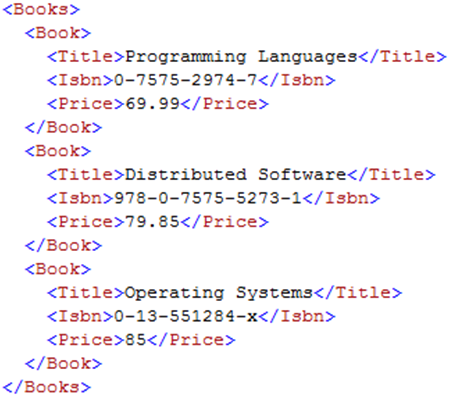 <Books>
<Book>
<Title>Programming Languages</Title>
<Isbn>0-7575-2974-7</Isbn>
<Price>69.99</Price>
</Book>
<Book>
<Title>Distributed Software</Title>
<Isbn>978-0-7575-5273-1</Isbn>
<Price>79.85</Price>
</Book>
<Book>
<Title>Operating Systems</Title>
<Isbn>0-13-551284-x</Isbn>
<Price>85</Price>
</Book>
</Books>